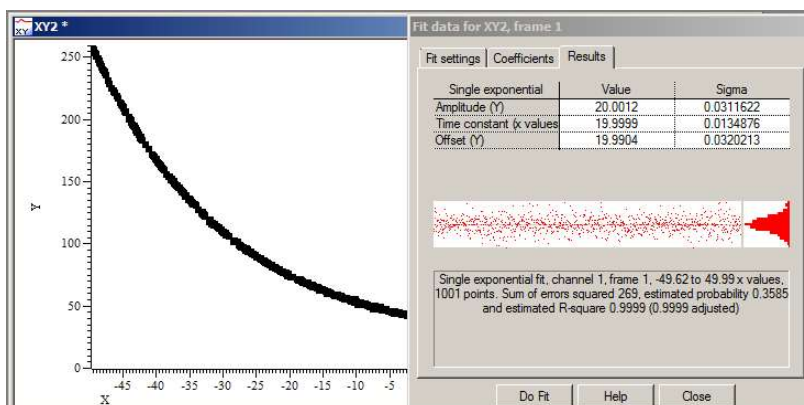 XY
XY2 *
250
200
150
Y
100
50
0
-45
-40
-35
-30
-25
-20
-15
-10
-5
X
Fit data for XY2, frame 1
Fit settings
Coefficients
Results
Single exponential Value Sigma
Amplitude (Y) 20.0012 0.0311622
Time constant (x values 19.9999 0.0134876
Offset (Y) 19.9904 0.0320213
Single exponential fit, channel 1, frame 1, -49.62 to 49.99 x values,
1001 points. Sum of errors squared 269, estimated probability 0.3585
and estimated R-square 0.9999 (0.9999 adjusted)
Do Fit
Help
Close